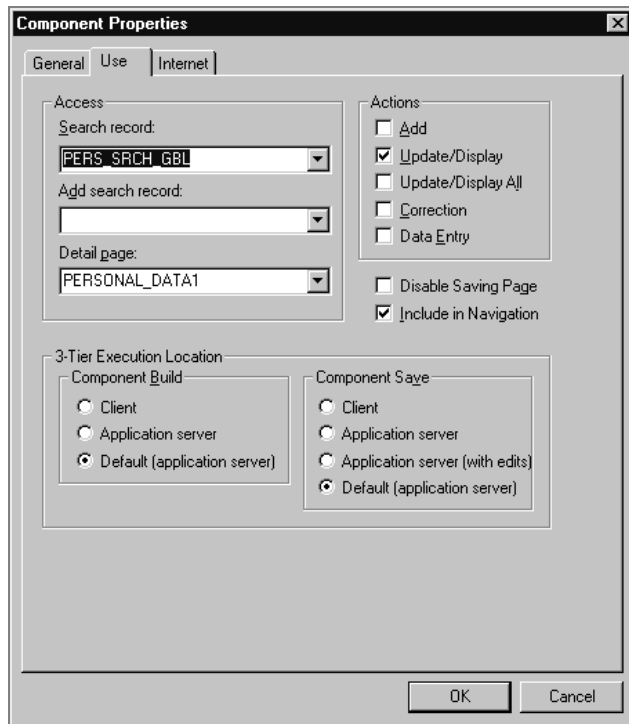 Component Properties
General
Use
Internet
Access
Search record:
PERS_SRCH_GBL
Add search record:
Detail page:
PERSONAL_DATA1
Actions
Add
Update/Display
Update/Display All
Correction
Data Entry
Disable Saving Page
Include in Navigation
3-Tier Execution Location
Component Build
Client
Application server
Default (application server)
Component Save
Client
Application server
Application server (with edits)
Default (application server)
OK
Cancel